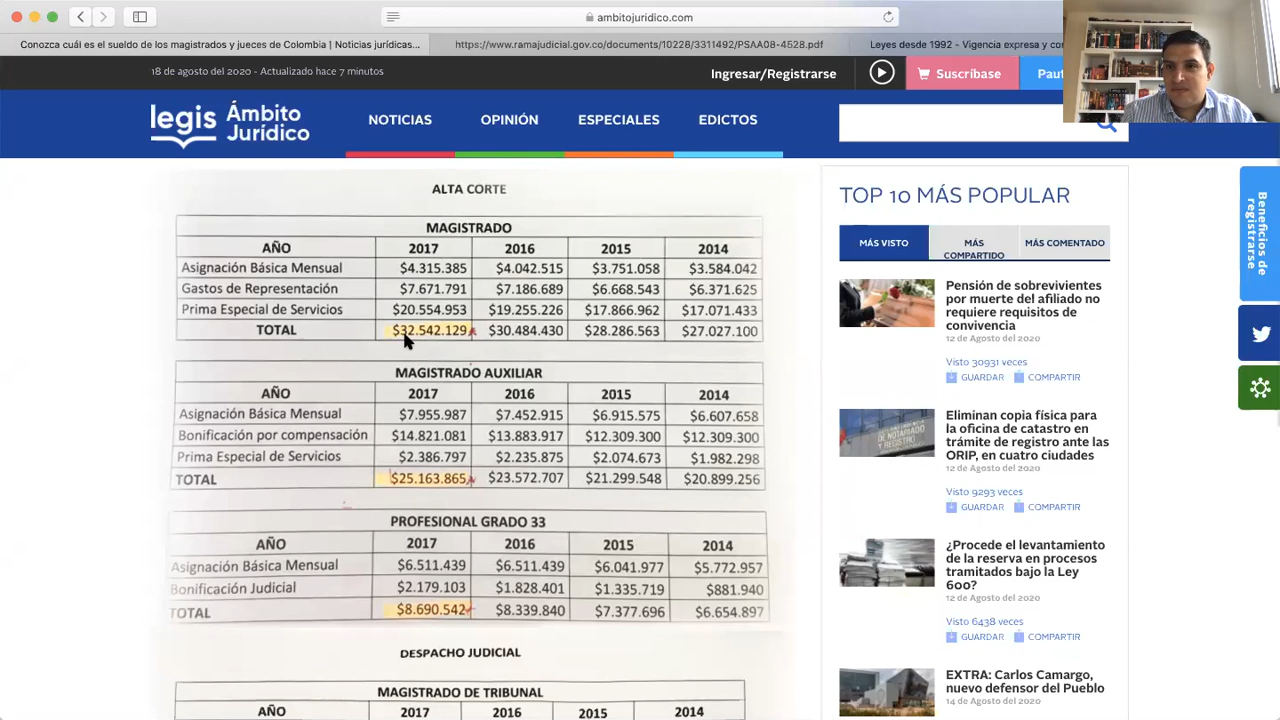 ambitojuridico.com
Conozca cuál es el sueldo de los magistrados y jueces de Colombia | Noticias jurídicas...
https://www.ramajudicial.gov.co/documents/10228/3311492/PSAA08-4528.pdf
Leyes desde 1992 - Vigencia expresa y co
18 de agosto del 2020 - Actualizado hace 7 minutos
Ingresar/Registrarse
Suscríbase
Paut
legis Ámbito
Jurídico
NOTICIAS
OPINIÓN
ESPECIALES
EDICTOS
ALTA CORTE
MAGISTRADO
AÑO 2017 2016 2015 2014
Asignación Básica Mensual $4.315.385 $4.042.515 $3.751.058 $3.584.042
Gastos de Representación $7.671.791 $7.186.689 $6.668.543 $6.371.625
Prima Especial de Servicios $20.554.953 $19.255.226 $17.866.962 $17.071.433
TOTAL $32.542.129 $30.484.430 $28.286.563 $27.027.100
MAGISTRADO AUXILIAR
AÑO 2017 2016 2015 2014
Asignación Básica Mensual $7.955.987 $7.452.915 $6.915.575 $6.607.658
Bonificación por compensación $14.821.081 $13.883.917 $12.309.300 $12.309.300
Prima Especial de Servicios $2.386.797 $2.235.875 $2.074.673 $1.982.298
TOTAL $25.163.865 $23.572.707 $21.299.548 $20.899.256
PROFESIONAL GRADO 33
AÑO 2017 2016 2015 2014
Asignación Básica Mensual $6.511.439 $6.511.439 $6.041.977 $5.772.957
Bonificación Judicial $2.179.103 $1.828.401 $1.335.719 $881.940
TOTAL $8.690.542 $8.339.840 $7.377.696 $6.654.897
DESPACHO JUDICIAL
MAGISTRADO DE TRIBUNAL
AÑO 2017 2016 2015 2014
TOP 10 MÁS POPULAR
MÁS VISTO
MÁS
COMPARTIDO
MÁS COMENTADO
Pensión de sobrevivientes
por muerte del afiliado no
requiere requisitos de
convivencia
12 de Agosto del 2020
Visto 30931 veces
GUARDAR COMPARTIR
Eliminan copia física para
la oficina de catastro en
trámite de registro ante las
ORIP, en cuatro ciudades
12 de Agosto del 2020
Visto 9293 veces
GUARDAR COMPARTIR
¿Procede el levantamiento
de la reserva en procesos
tramitados bajo la Ley
600?
12 de Agosto del 2020
Visto 6438 veces
GUARDAR COMPARTIR
EXTRA: Carlos Camargo,
nuevo defensor del Pueblo
14 de Agosto del 2020
Beneficios de
registrarse